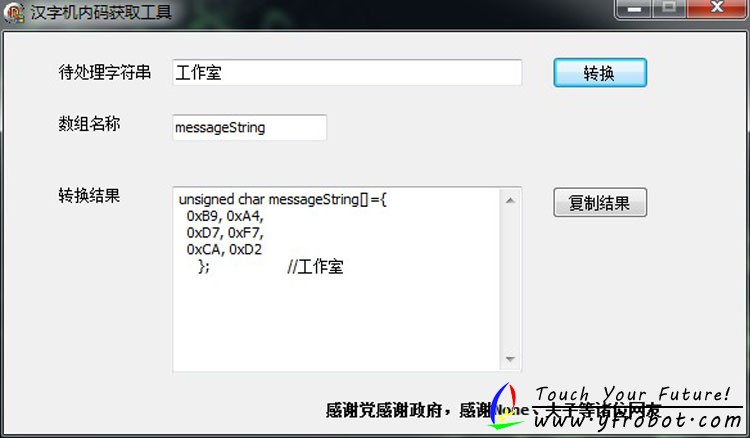 汉字机内码获取工具
待处理字符串 工作室 转换
数组名称 messageString
转换结果 unsigned char messageString[]={ 复制结果
0xB9, 0xA4,
0xD7, 0xF7,
0xCA, 0xD2
}; //工作室
感谢党感谢政府，感谢None、夫子等诸位网友
Touch Your Future!
www.yfrobot.com